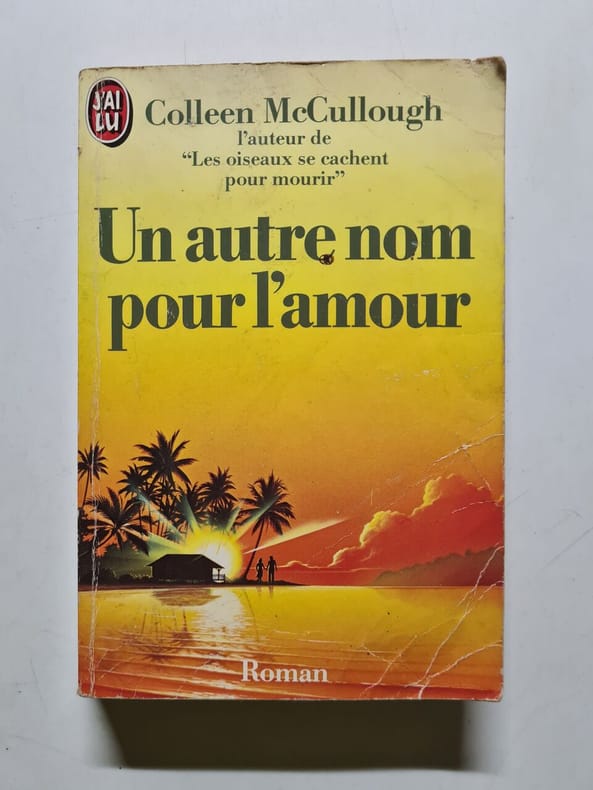 J'AI
LU
Colleen McCullough
l'auteur de
“Les oiseaux se cachent
pour mourir”
Un autre nom
pour l'amour
Roman